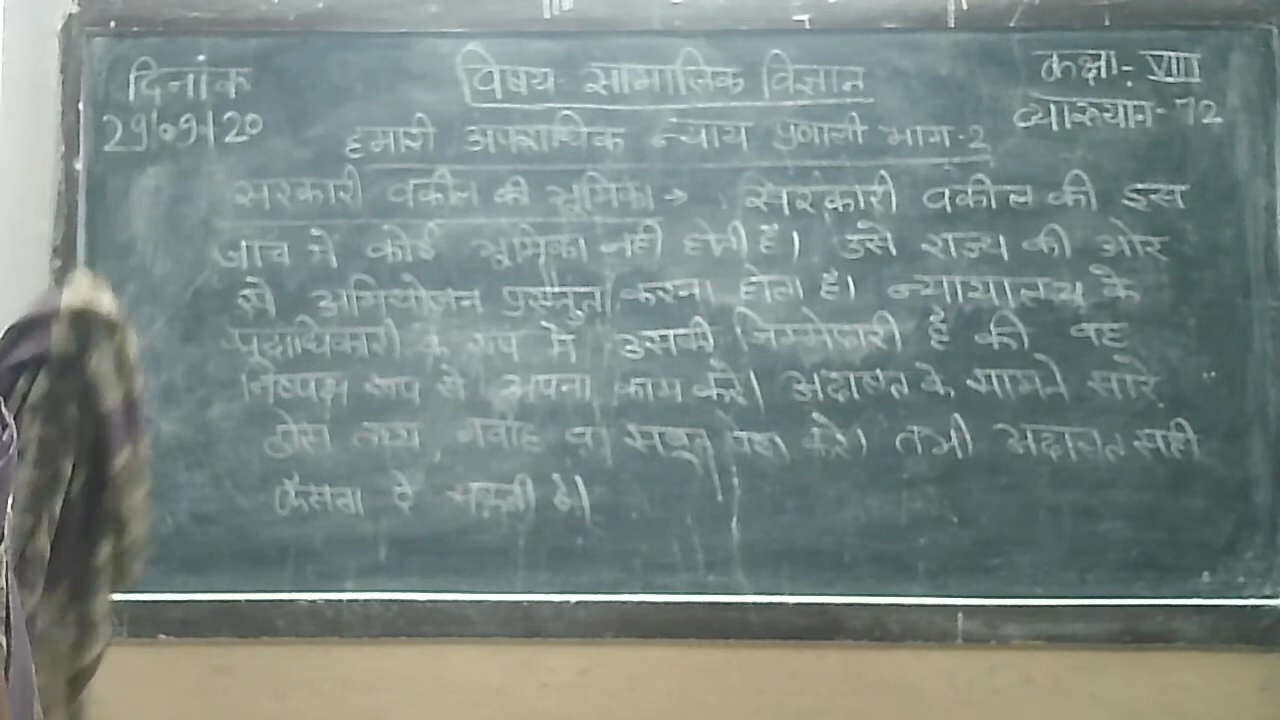 दिनांक
29/09/20
विषय- सामाजिक विज्ञान
कक्षा- VIII
व्याख्यान- 72
हमारी अपराधिक न्याय प्रणाली भाग-2
सरकारी वकील की भूमिका → सरकारी वकील की इस
जांच में कोई भूमिका नहीं होती है। उसे राज्य की ओर
से अभियोजन प्रस्तुत करना होता है। न्यायालय के
पदाधिकारी के रूप में उसकी जिम्मेदारी है की वह
निष्पक्ष रूप से अपना काम करे। अदालत के सामने सारे
ठोस तथ्य, गवाह व सबूत पेश करे। तभी अदालत सही
फैसला दे सकती है।